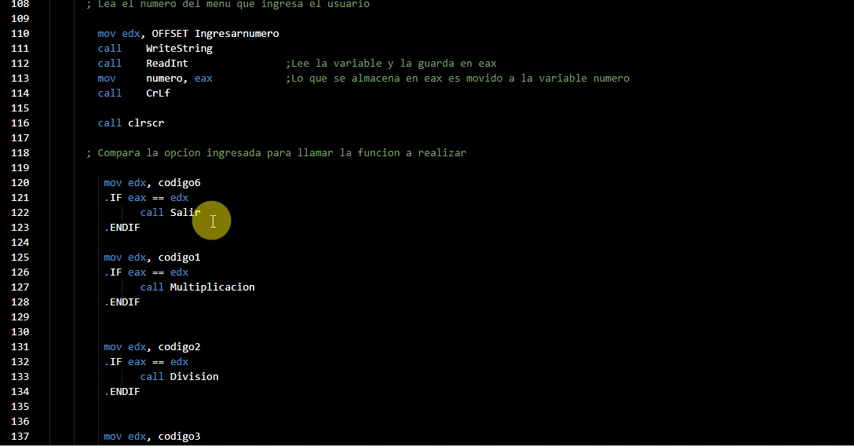 108 ; Lea el numero del menu que ingresa el usuario
109
110 mov edx, OFFSET Ingresarnumero
111 call WriteString
112 call ReadInt ;Lee la variable y la guarda en eax
113 mov numero, eax ;Lo que se almacena en eax es movido a la variable numero
114 call CrLf
115
116 call clrscr
117
118 ; Compara la opcion ingresada para llamar la funcion a realizar
119
120 mov edx, codigo6
121 .IF eax == edx
122 call Salir
123 .ENDIF
124
125 mov edx, codigo1
126 .IF eax == edx
127 call Multiplicacion
128 .ENDIF
129
130
131 mov edx, codigo2
132 .IF eax == edx
133 call Division
134 .ENDIF
135
136
137 mov edx, codigo3